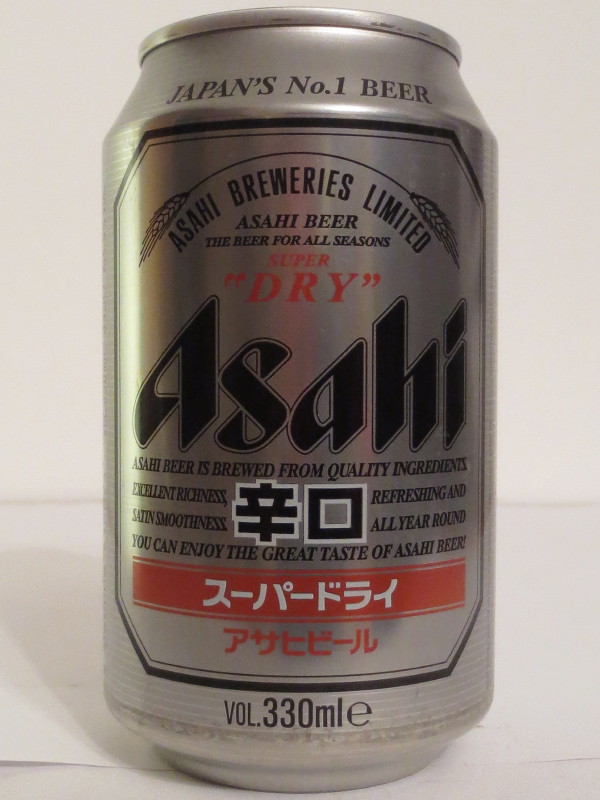 JAPAN'S No.1 BEER
ASAHI BREWERIES LIMITED
ASAHI BEER
THE BEER FOR ALL SEASONS
SUPER
"DRY"
Asahi
ASAHI BEER IS BREWED FROM QUALITY INGREDIENTS.
EXCELLENT RICHNESS, 辛口 REFRESHING AND
SATIN SMOOTHNESS. ALL YEAR ROUND
YOU CAN ENJOY THE GREAT TASTE OF ASAHI BEER!
スーパードライ
アサヒビール
VOL.330ml℮